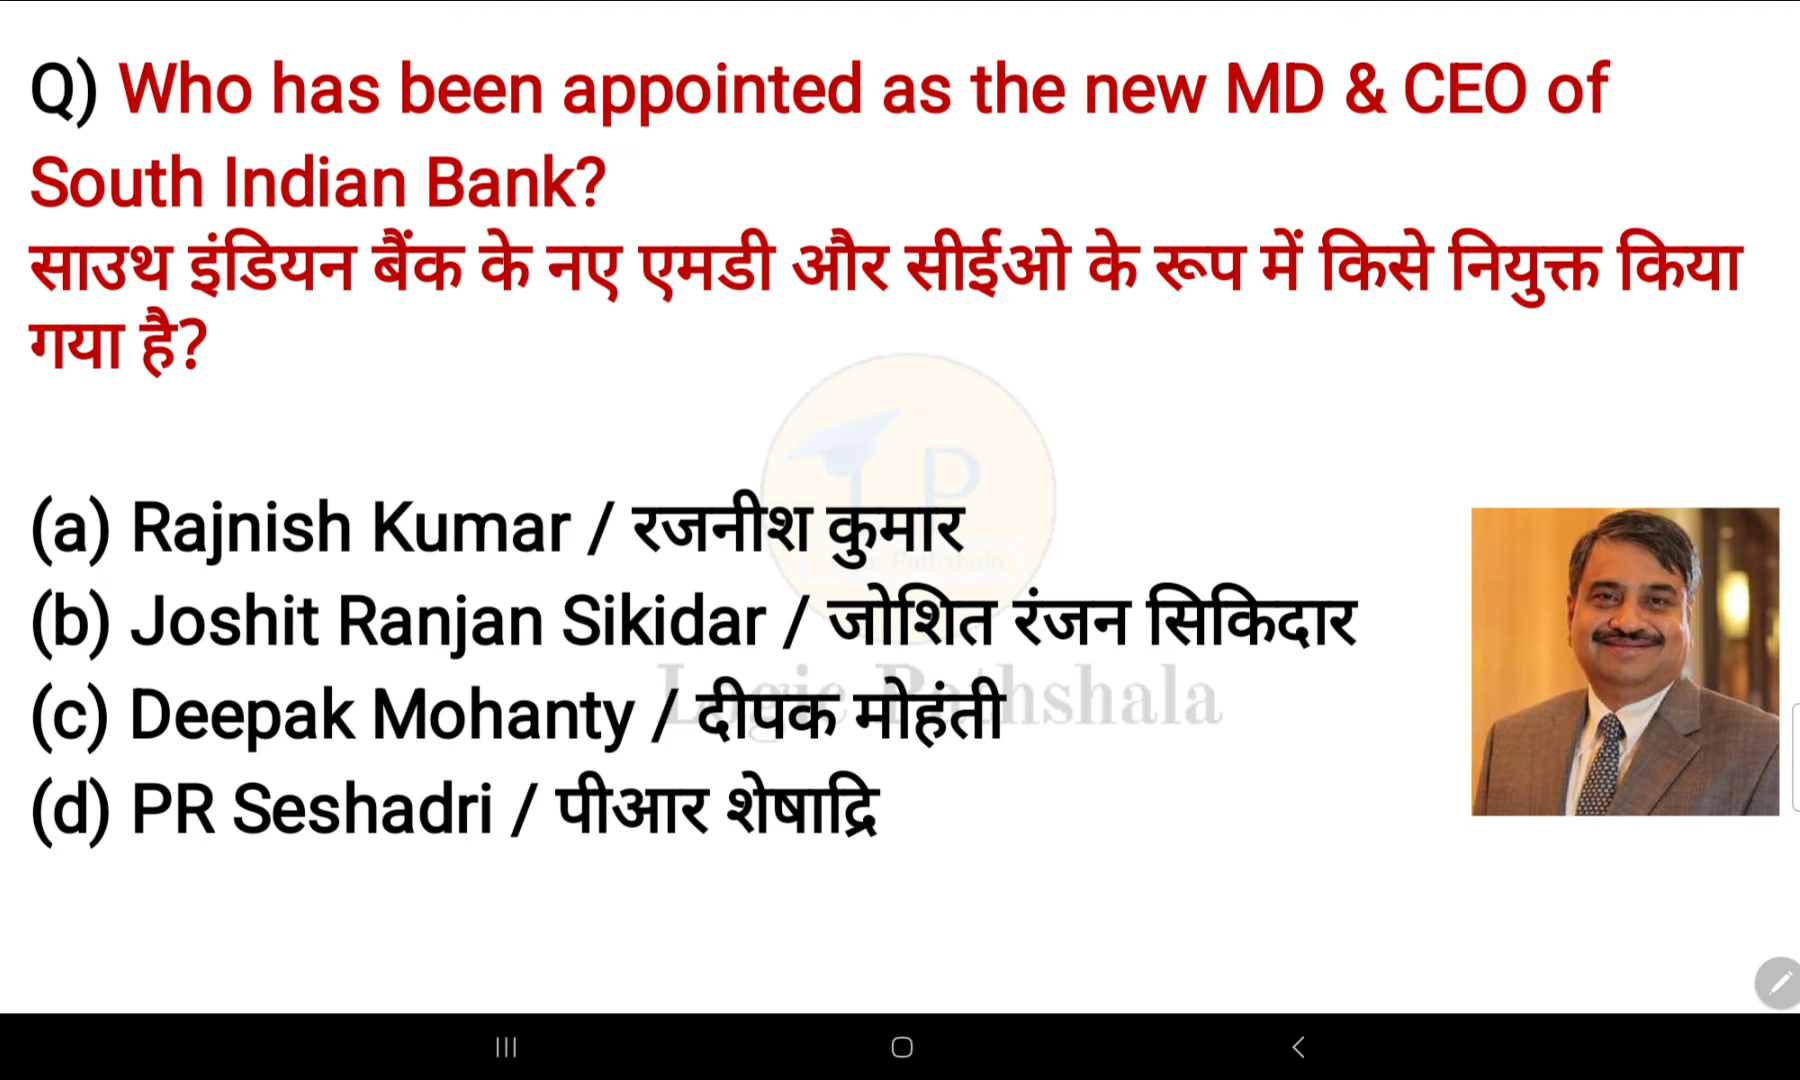 Q) Who has been appointed as the new MD & CEO of
South Indian Bank?
साउथ इंडियन बैंक के नए एमडी और सीईओ के रूप में किसे नियुक्त किया
गया है?
(a) Rajnish Kumar / रजनीश कुमार
(b) Joshit Ranjan Sikidar / जोशित रंजन सिकिदार
(c) Deepak Mohanty / दीपक मोहंती
(d) PR Seshadri / पीआर शेषाद्रि
Logic Pathshala